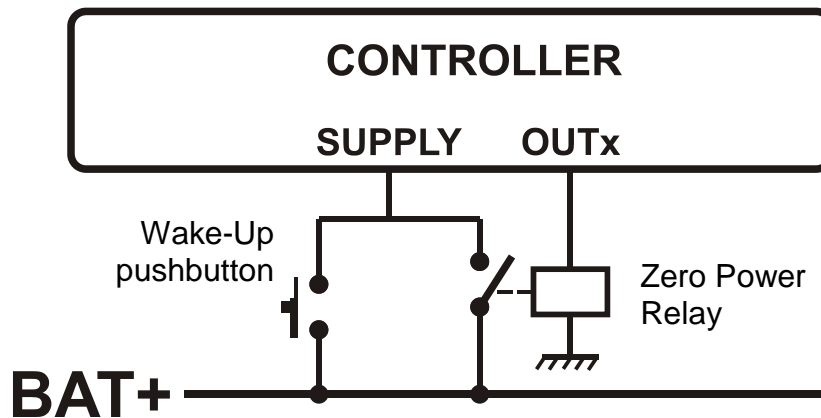 CONTROLLER
SUPPLY OUTx
Wake-Up
pushbutton
Zero Power
Relay
BAT+